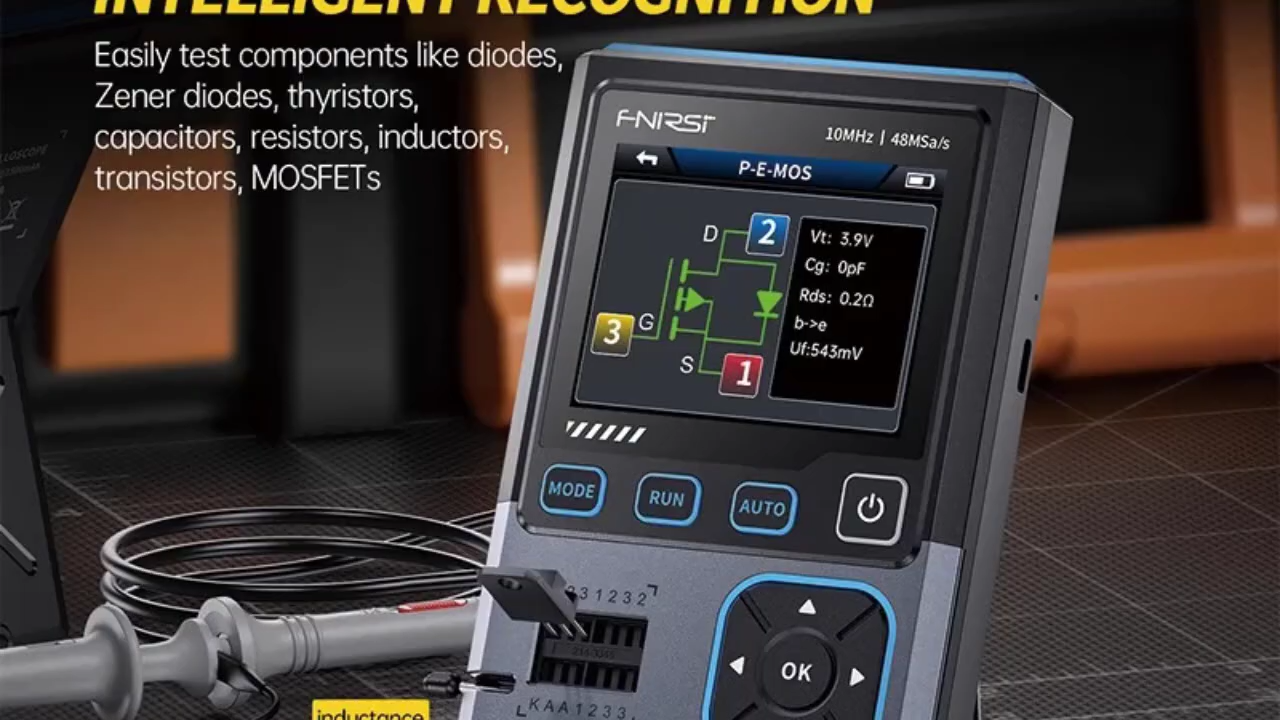 INTELLIGENT RECOGNITION
Easily test components like diodes,
Zener diodes, thyristors,
capacitors, resistors, inductors,
transistors, MOSFETs
FNIRSI
10MHz | 48MSa/s
P-E-MOS
D
2
3
G
S
1
Vt: 3.9V
Cg: 0pF
Rds: 0.2Ω
b->e
Uf:543mV
MODE
RUN
AUTO
31232
OK
KAA1233
inductance